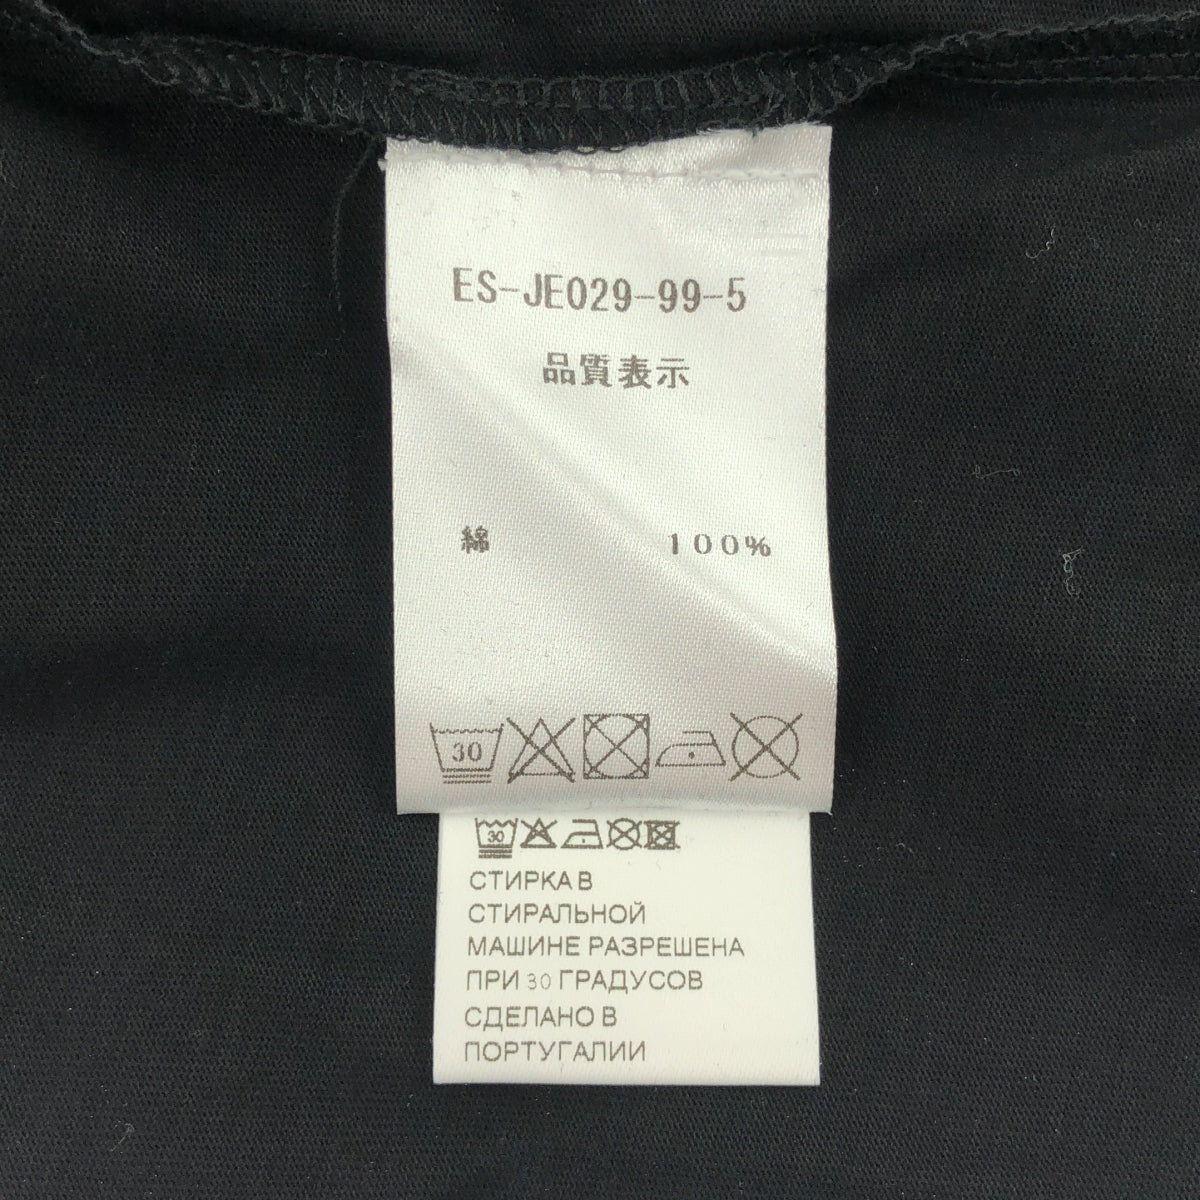 ES-JE029-99-5
品質表示
綿 100%
30
30
СТИРКА В
СТИРАЛЬНОЙ
МАШИНЕ РАЗРЕШЕНА
ПРИ 30 ГРАДУСОВ
СДЕЛАНО В
ПОРТУГАЛИИ